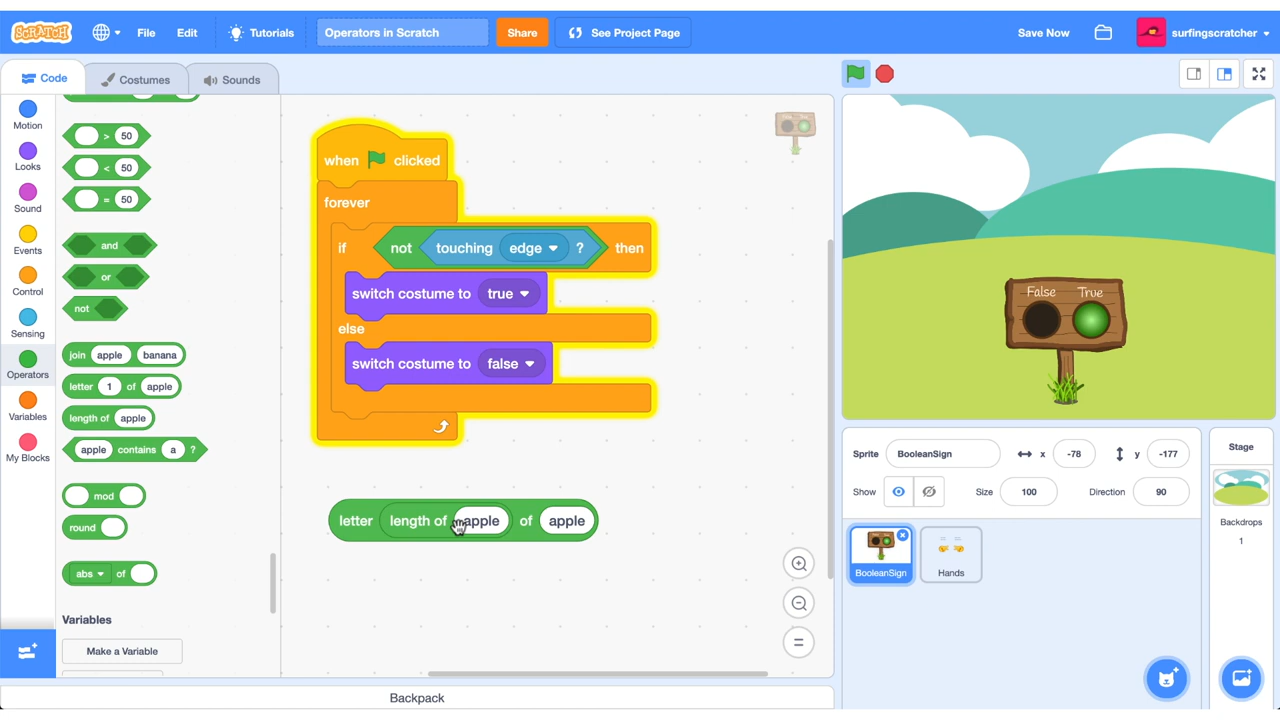 SCRATCH File Edit Tutorials Operators in Scratch Share See Project Page Save Now surfingscratcher
Code Costumes Sounds
Motion
Looks
Sound
Events
Control
Sensing
Operators
Variables
My Blocks
> 50
< 50
= 50
and
or
not
join apple banana
letter 1 of apple
length of apple
apple contains a ?
mod
round
abs of
Variables
Make a Variable
when clicked
forever
if not touching edge ? then
switch costume to true
else
switch costume to false
letter length of apple of apple
=
Backpack
False True
Sprite BooleanSign x -78 y -177
Show Size 100 Direction 90
BooleanSign
Hands
Stage
Backdrops
1